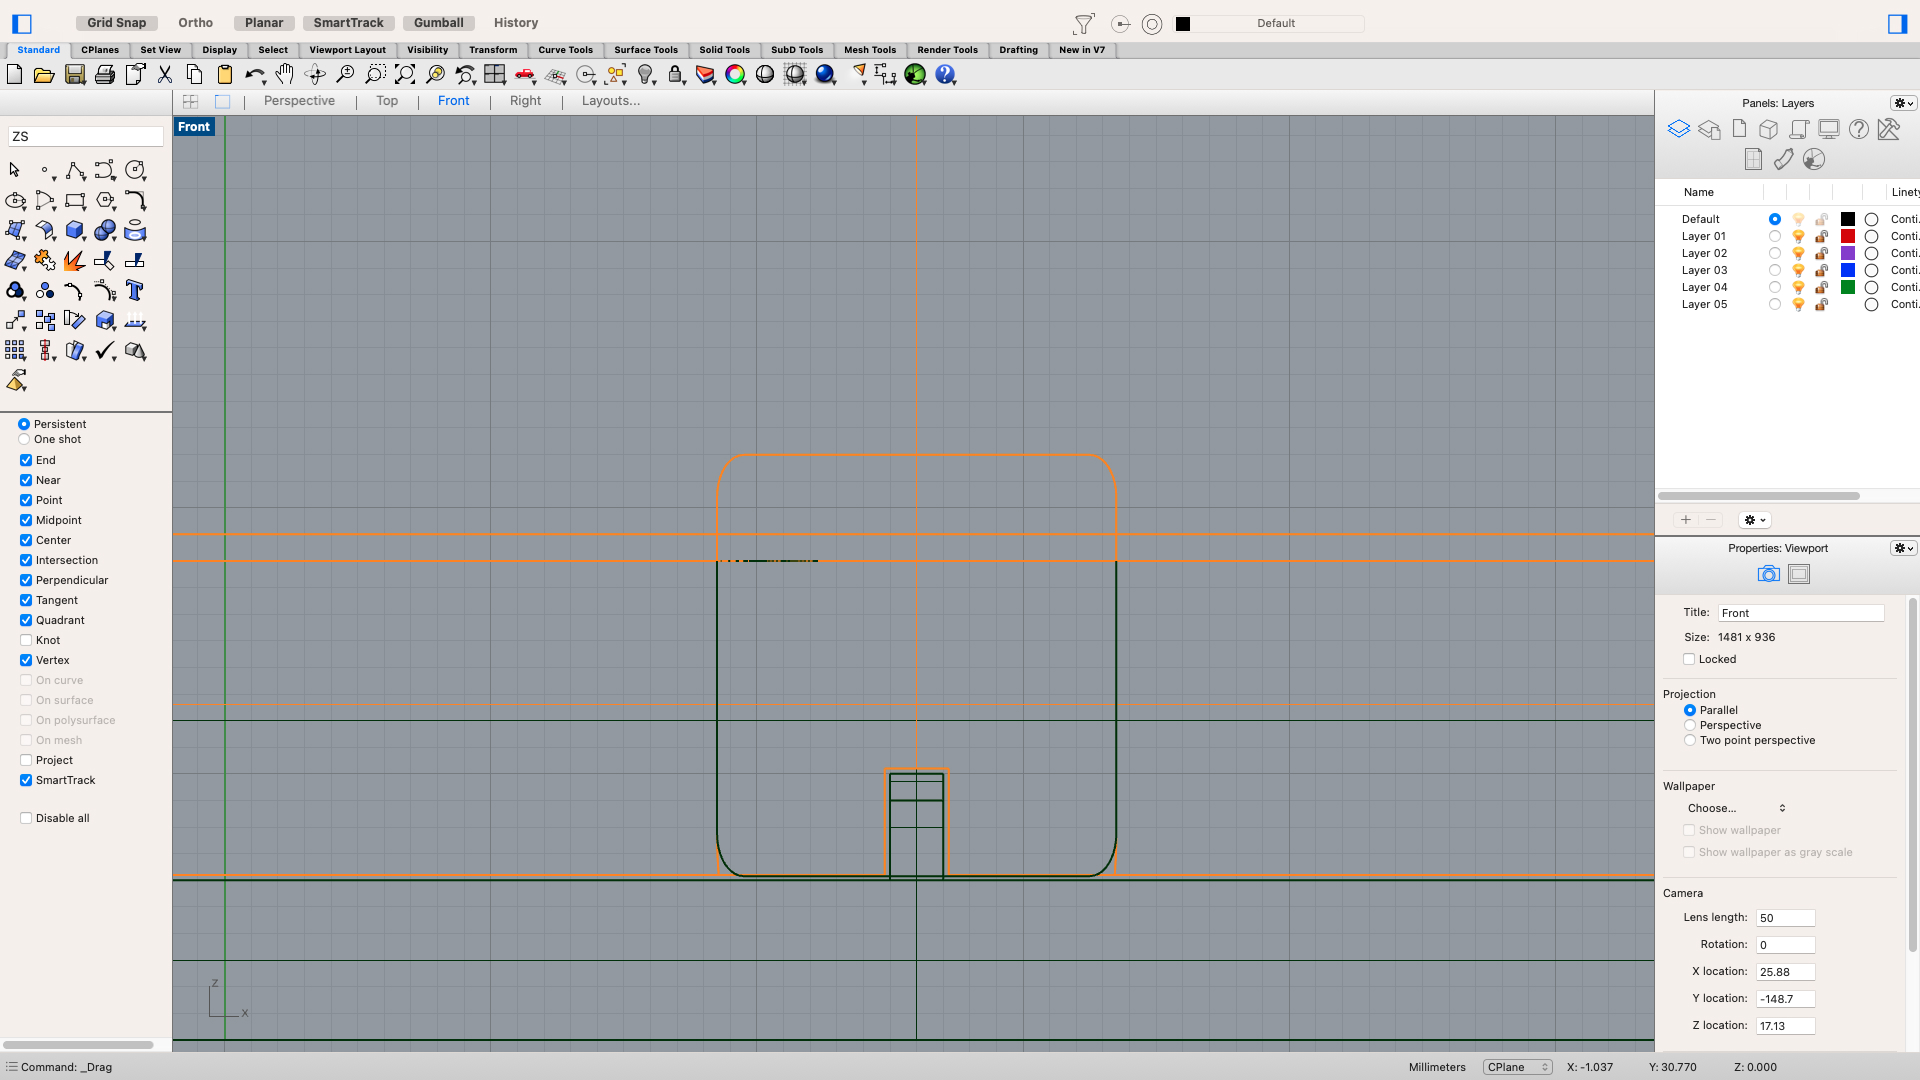 Grid Snap
Ortho
Planar
SmartTrack
Gumball
History
Default
Standard
CPlanes
Set View
Display
Select
Viewport Layout
Visibility
Transform
Curve Tools
Surface Tools
Solid Tools
SubD Tools
Mesh Tools
Render Tools
Drafting
New in V7
Perspective
Top
Front
Right
Layouts...
Front
ZS
Persistent
One shot
End
Near
Point
Midpoint
Center
Intersection
Perpendicular
Tangent
Quadrant
Knot
Vertex
On curve
On surface
On polysurface
On mesh
Project
SmartTrack
Disable all
z
x
Panels: Layers
Name Linety
Default Conti.
Layer 01 Conti.
Layer 02 Conti.
Layer 03 Conti.
Layer 04 Conti.
Layer 05 Conti.
Properties: Viewport
Title: Front
Size: 1481 x 936
Locked
Projection
Parallel
Perspective
Two point perspective
Wallpaper
Choose...
Show wallpaper
Show wallpaper as gray scale
Camera
Lens length: 50
Rotation: 0
X location: 25.88
Y location: -148.7
Z location: 17.13
Command: _Drag
Millimeters
CPlane
X: -1.037
Y: 30.770
Z: 0.000